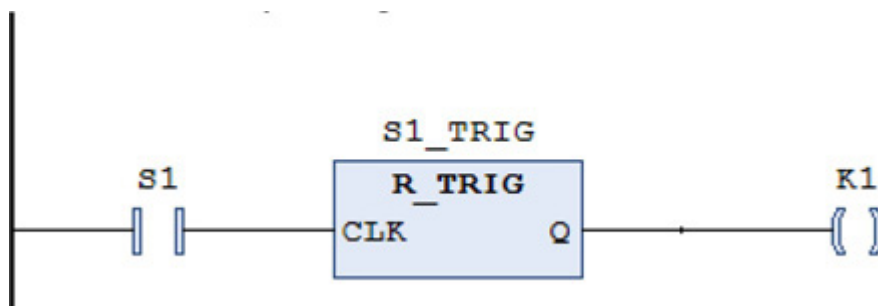 S1_TRIG
S1
R_TRIG
K1
CLK
Q